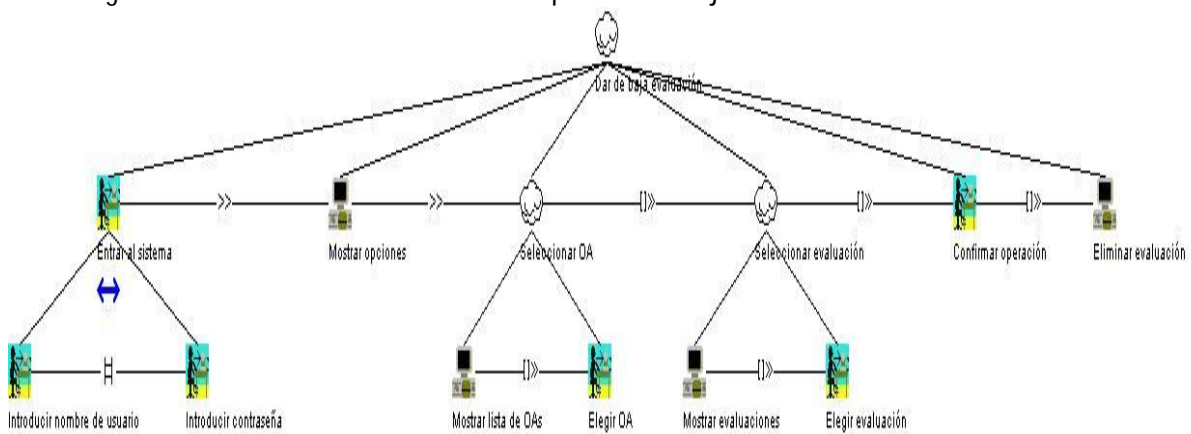 Dar de baja evaluación
>> >> []>> []>> []>>
Entrar al sistema Mostrar opciones Seleccionar OA Seleccionar evaluación Confirmar operación Eliminar evaluación
[]>> []>>
Introducir nombre de usuario Introducir contraseña Mostrar lista de OAs Elegir OA Mostrar evaluaciones Elegir evaluación